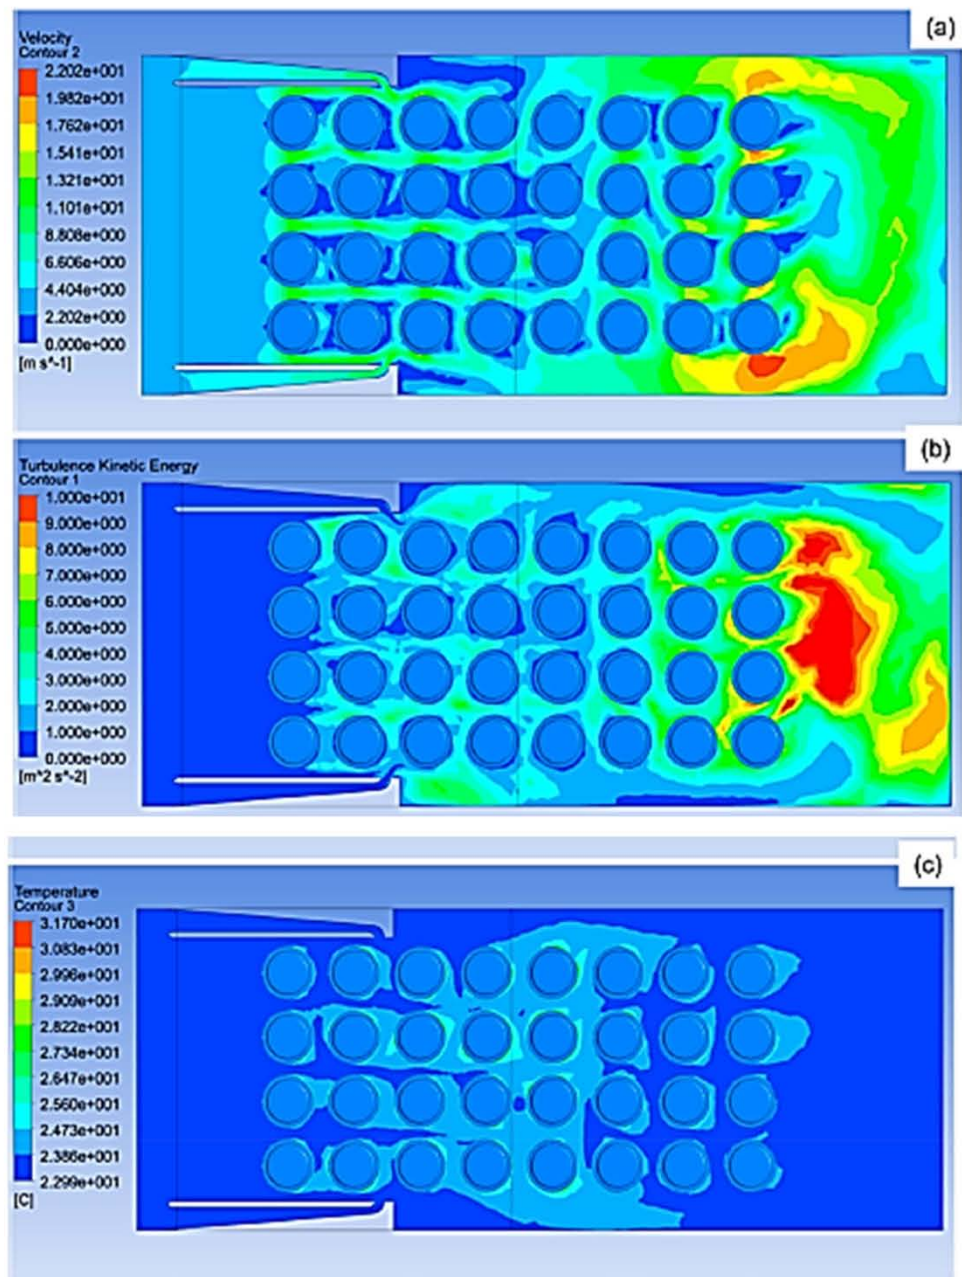 (a)
Velocity
Contour 2
2.202e+001
1.982e+001
1.762e+001
1.541e+001
1.321e+001
1.101e+001
8.808e+000
6.606e+000
4.404e+000
2.202e+000
0.000e+000
[m s^-1]
(b)
Turbulence Kinetic Energy
Contour 1
1.000e+001
9.000e+000
8.000e+000
7.000e+000
6.000e+000
5.000e+000
4.000e+000
3.000e+000
2.000e+000
1.000e+000
0.000e+000
[m^2 s^-2]
(c)
Temperature
Contour 3
3.170e+001
3.083e+001
2.996e+001
2.909e+001
2.822e+001
2.734e+001
2.647e+001
2.560e+001
2.473e+001
2.386e+001
2.299e+001
[C]